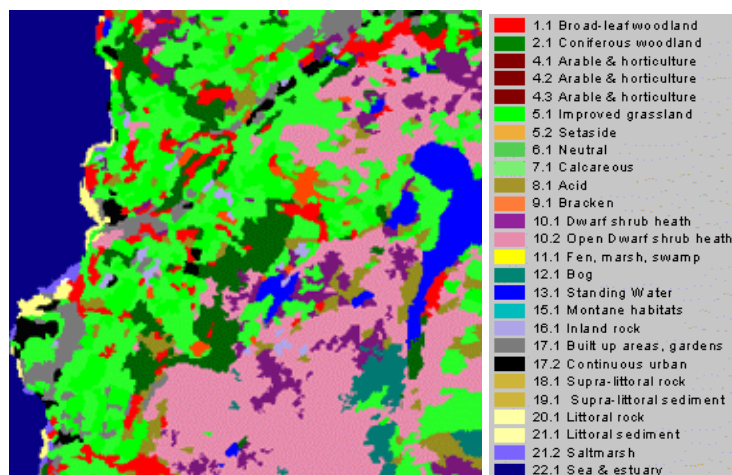 1.1 Broad-leaf woodland
2.1 Coniferous woodland
4.1 Arable & horticulture
4.2 Arable & horticulture
4.3 Arable & horticulture
5.1 Improved grassland
5.2 Setaside
6.1 Neutral
7.1 Calcareous
8.1 Acid
9.1 Bracken
10.1 Dwarf shrub heath
10.2 Open Dwarf shrub heath
11.1 Fen, marsh, swamp
12.1 Bog
13.1 Standing Water
15.1 Montane habitats
16.1 Inland rock
17.1 Built up areas, gardens
17.2 Continuous urban
18.1 Supra-littoral rock
19.1 Supra-littoral sediment
20.1 Littoral rock
21.1 Littoral sediment
21.2 Saltmarsh
22.1 Sea & estuary